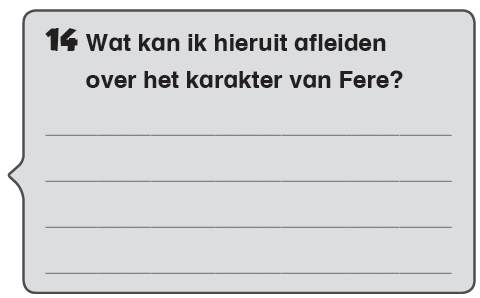 14 Wat kan ik hieruit afleiden
over het karakter van Fere?